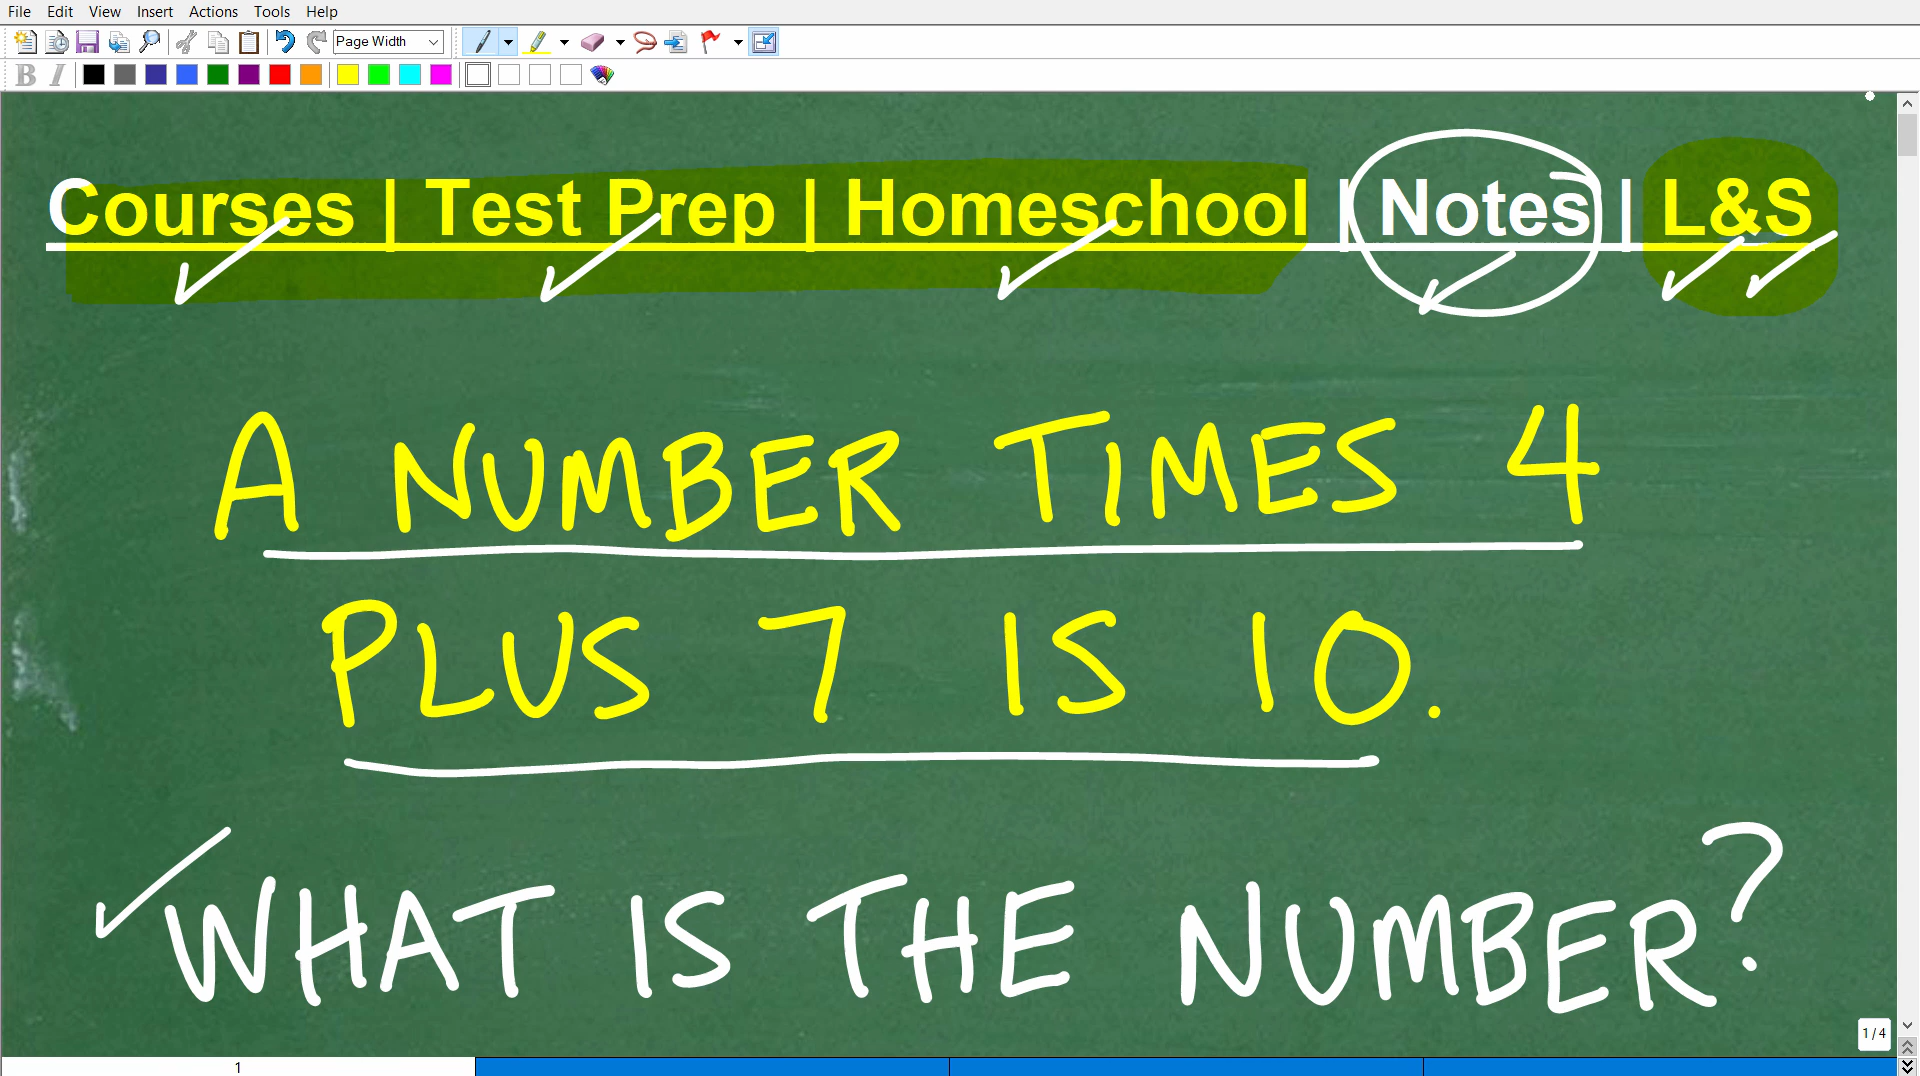 File Edit View Insert Actions Tools Help
Page Width
B I
Courses | Test Prep | Homeschool | Notes | L&S
A NUMBER TIMES 4
PLUS 7 IS 10.
WHAT IS THE NUMBER?
1 / 4
1